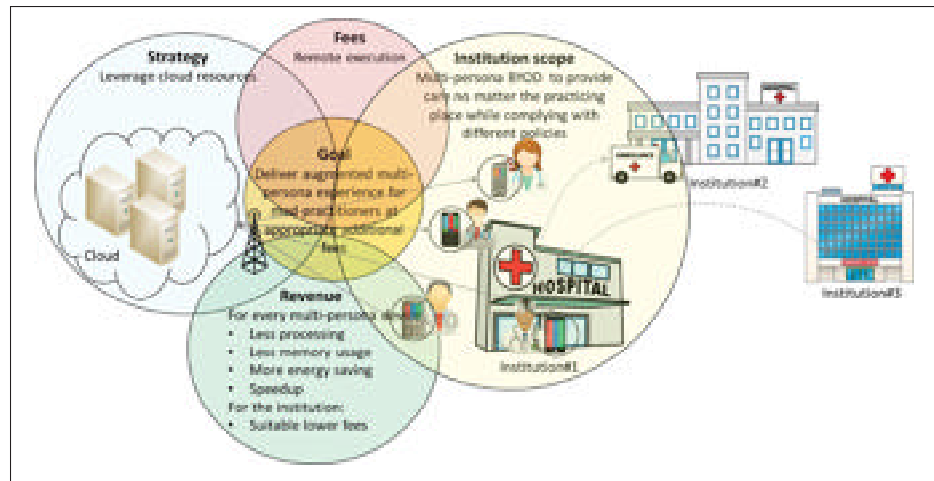 Strategy
Leverage cloud resources
Fees
Remote execution
Institution scope
Multi-persona BYOD to provide
care no matter the practicing
place while complying with
different policies
Goal
Deliver augmented multi-
persona experience for
med-practitioners at
appropriate additional
fees
Cloud
AMBULANCE
Institution#2
HOSPITAL
Institution#3
HOSPITAL
Institution#1
Revenue
For every multi-persona
• Less processing
• Less memory usage
• More energy saving
• Speedup
For the institution:
• Suitable lower fees